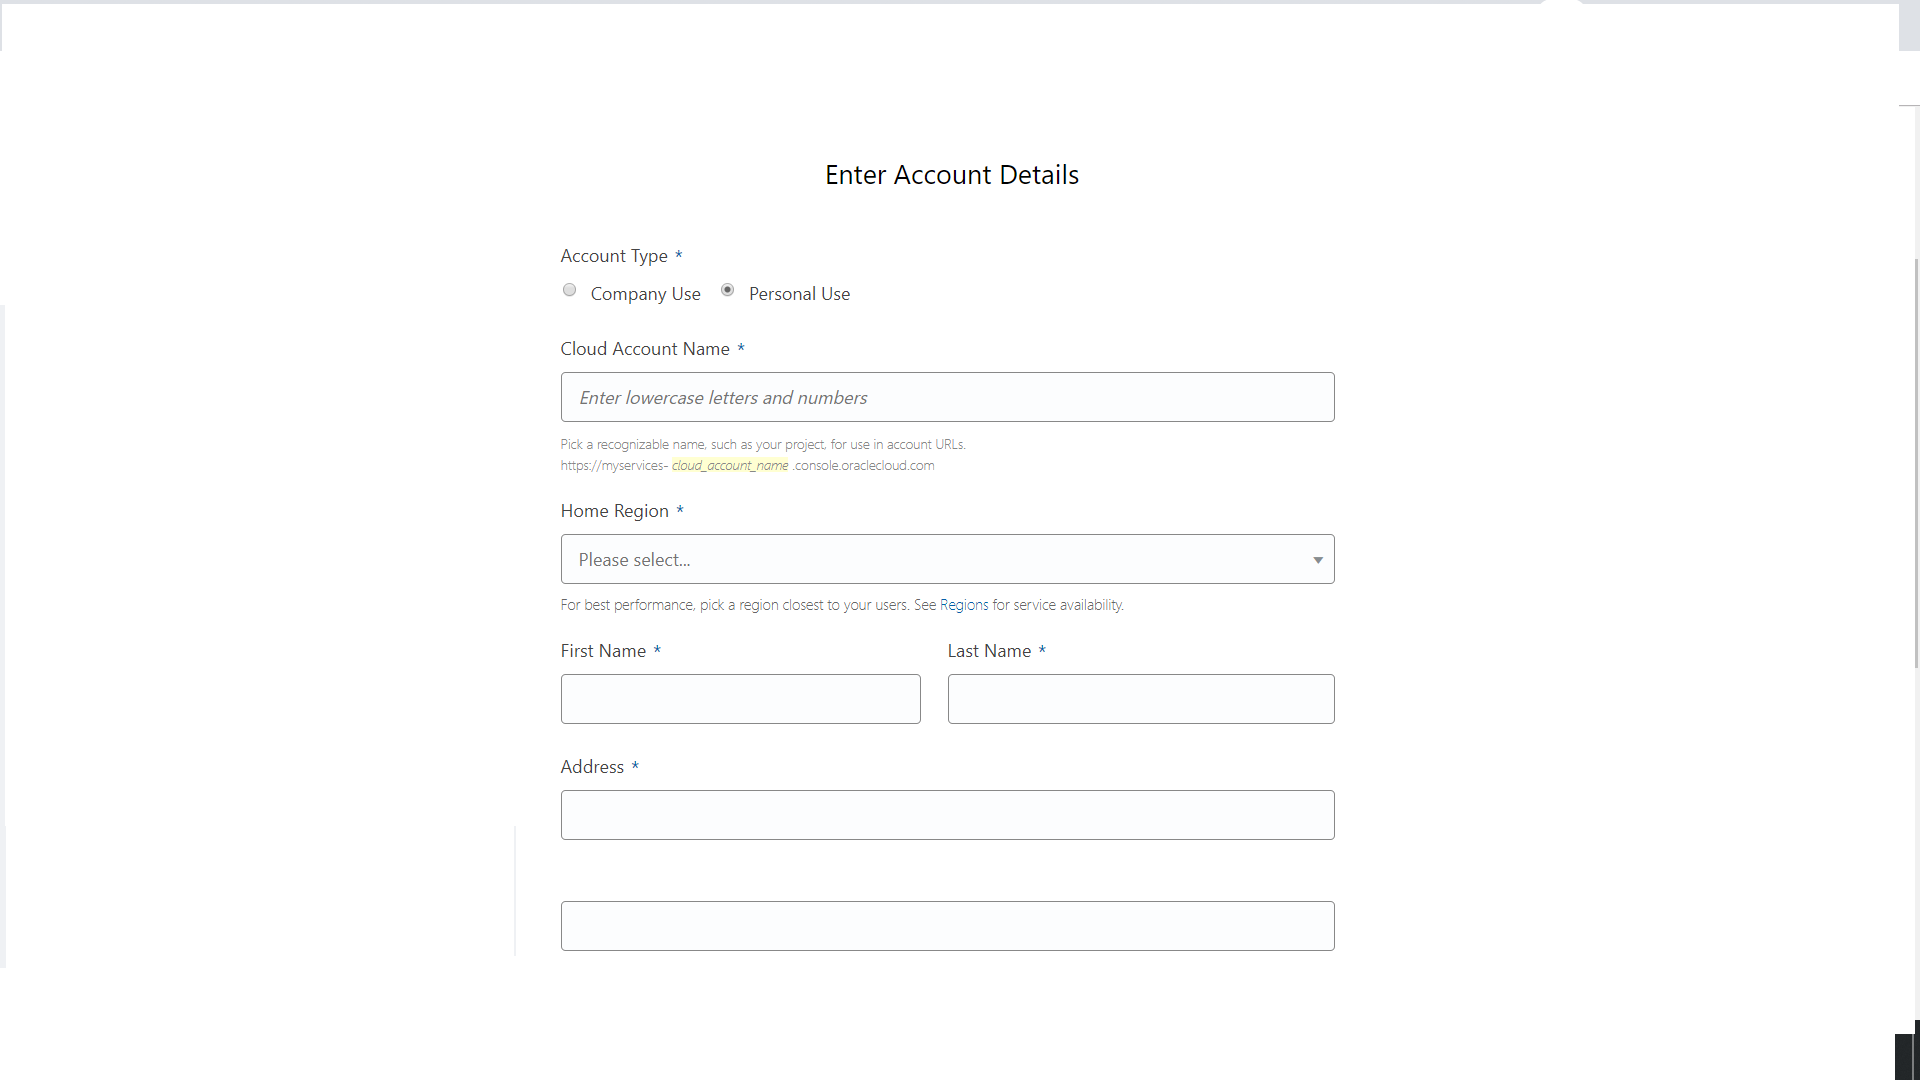 Enter Account Details
Account Type *
Company Use Personal Use
Cloud Account Name *
Enter lowercase letters and numbers
Pick a recognizable name, such as your project, for use in account URLs.
https://myservices- cloud_account_name .console.oraclecloud.com
Home Region *
Please select...
For best performance, pick a region closest to your users. See Regions for service availability.
First Name * Last Name *
Address *